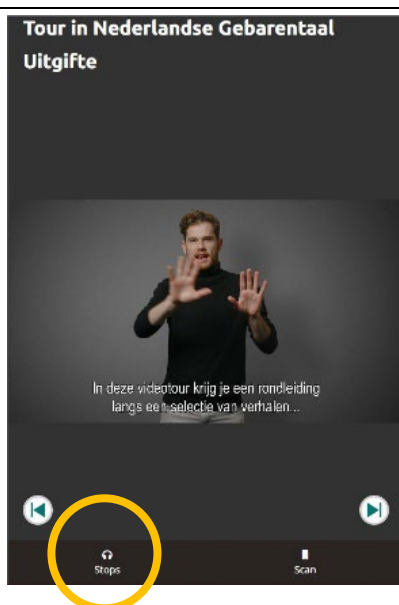 Tour in Nederlandse Gebarentaal
Uitgifte
In deze videotour krijg je een rondleiding
langs een selectie van verhalen...
Stops
Scan